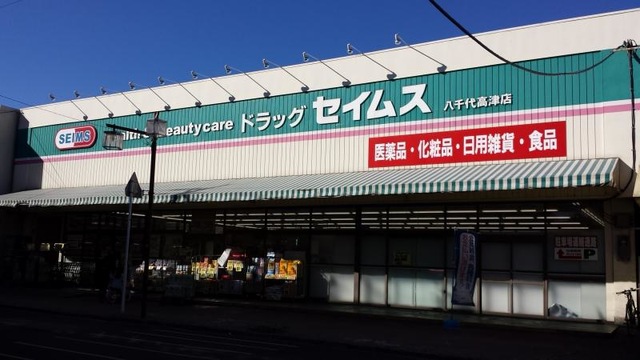 SEIMS
beautycare ドラッグ セイムス 八千代高津店
医薬品・化粧品・日用雑貨・食品
P